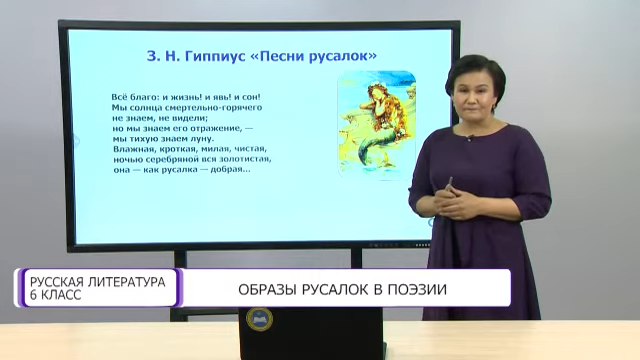 З. Н. Гиппиус «Песни русалок»
Всё благо: и жизнь! и явь! и сон!
Мы солнца смертельно-горячего
не знаем, не видели;
но мы знаем его отражение, —
мы тихую знаем луну.
Влажная, кроткая, милая, чистая,
ночью серебряной вся золотистая,
она — как русалка — добрая...
РУССКАЯ ЛИТЕРАТУРА
6 КЛАСС
ОБРАЗЫ РУСАЛОК В ПОЭЗИИ